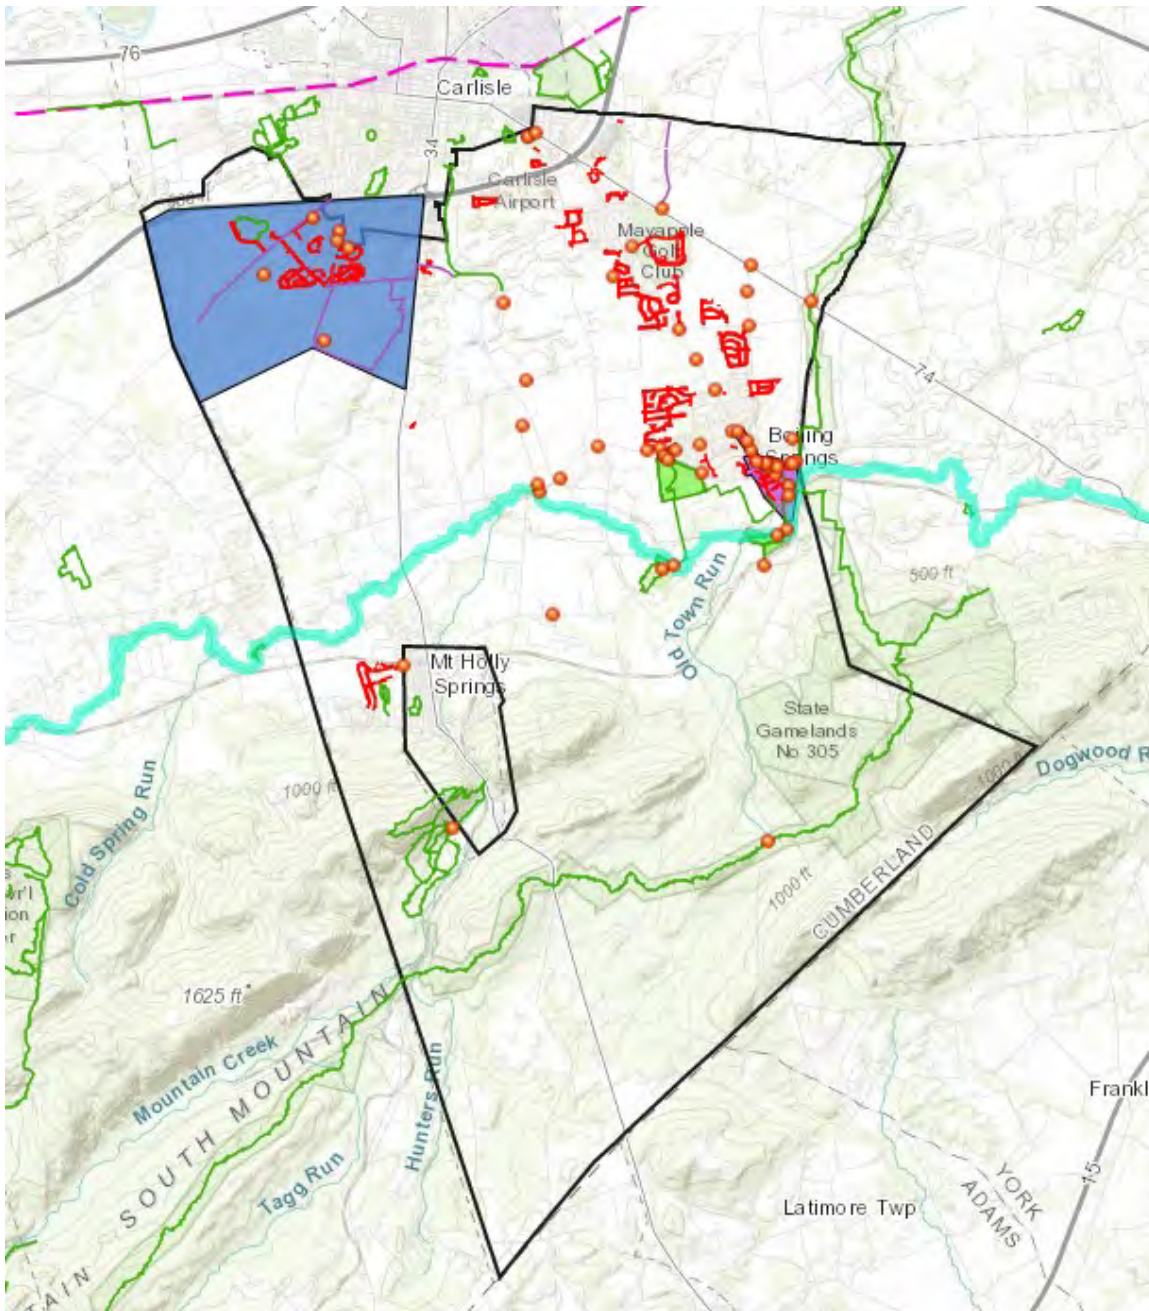 76
Carlisle
34
Carlisle
Airport
Mayapple
Golf
Club
74
Boiling
Springs
500 ft
Old Town Run
Mt Holly
Springs
State
Gamelands
No 305
1000 ft
Dogwood R
1000 ft
Cold Spring Run
CUMBERLAND
1000 ft
1625 ft
Mountain Creek
SOUTH MOUNTAIN
Hunters Run
Tagg Run
Frankl
15
YORK
ADAMS
Latimore Twp
TAIN